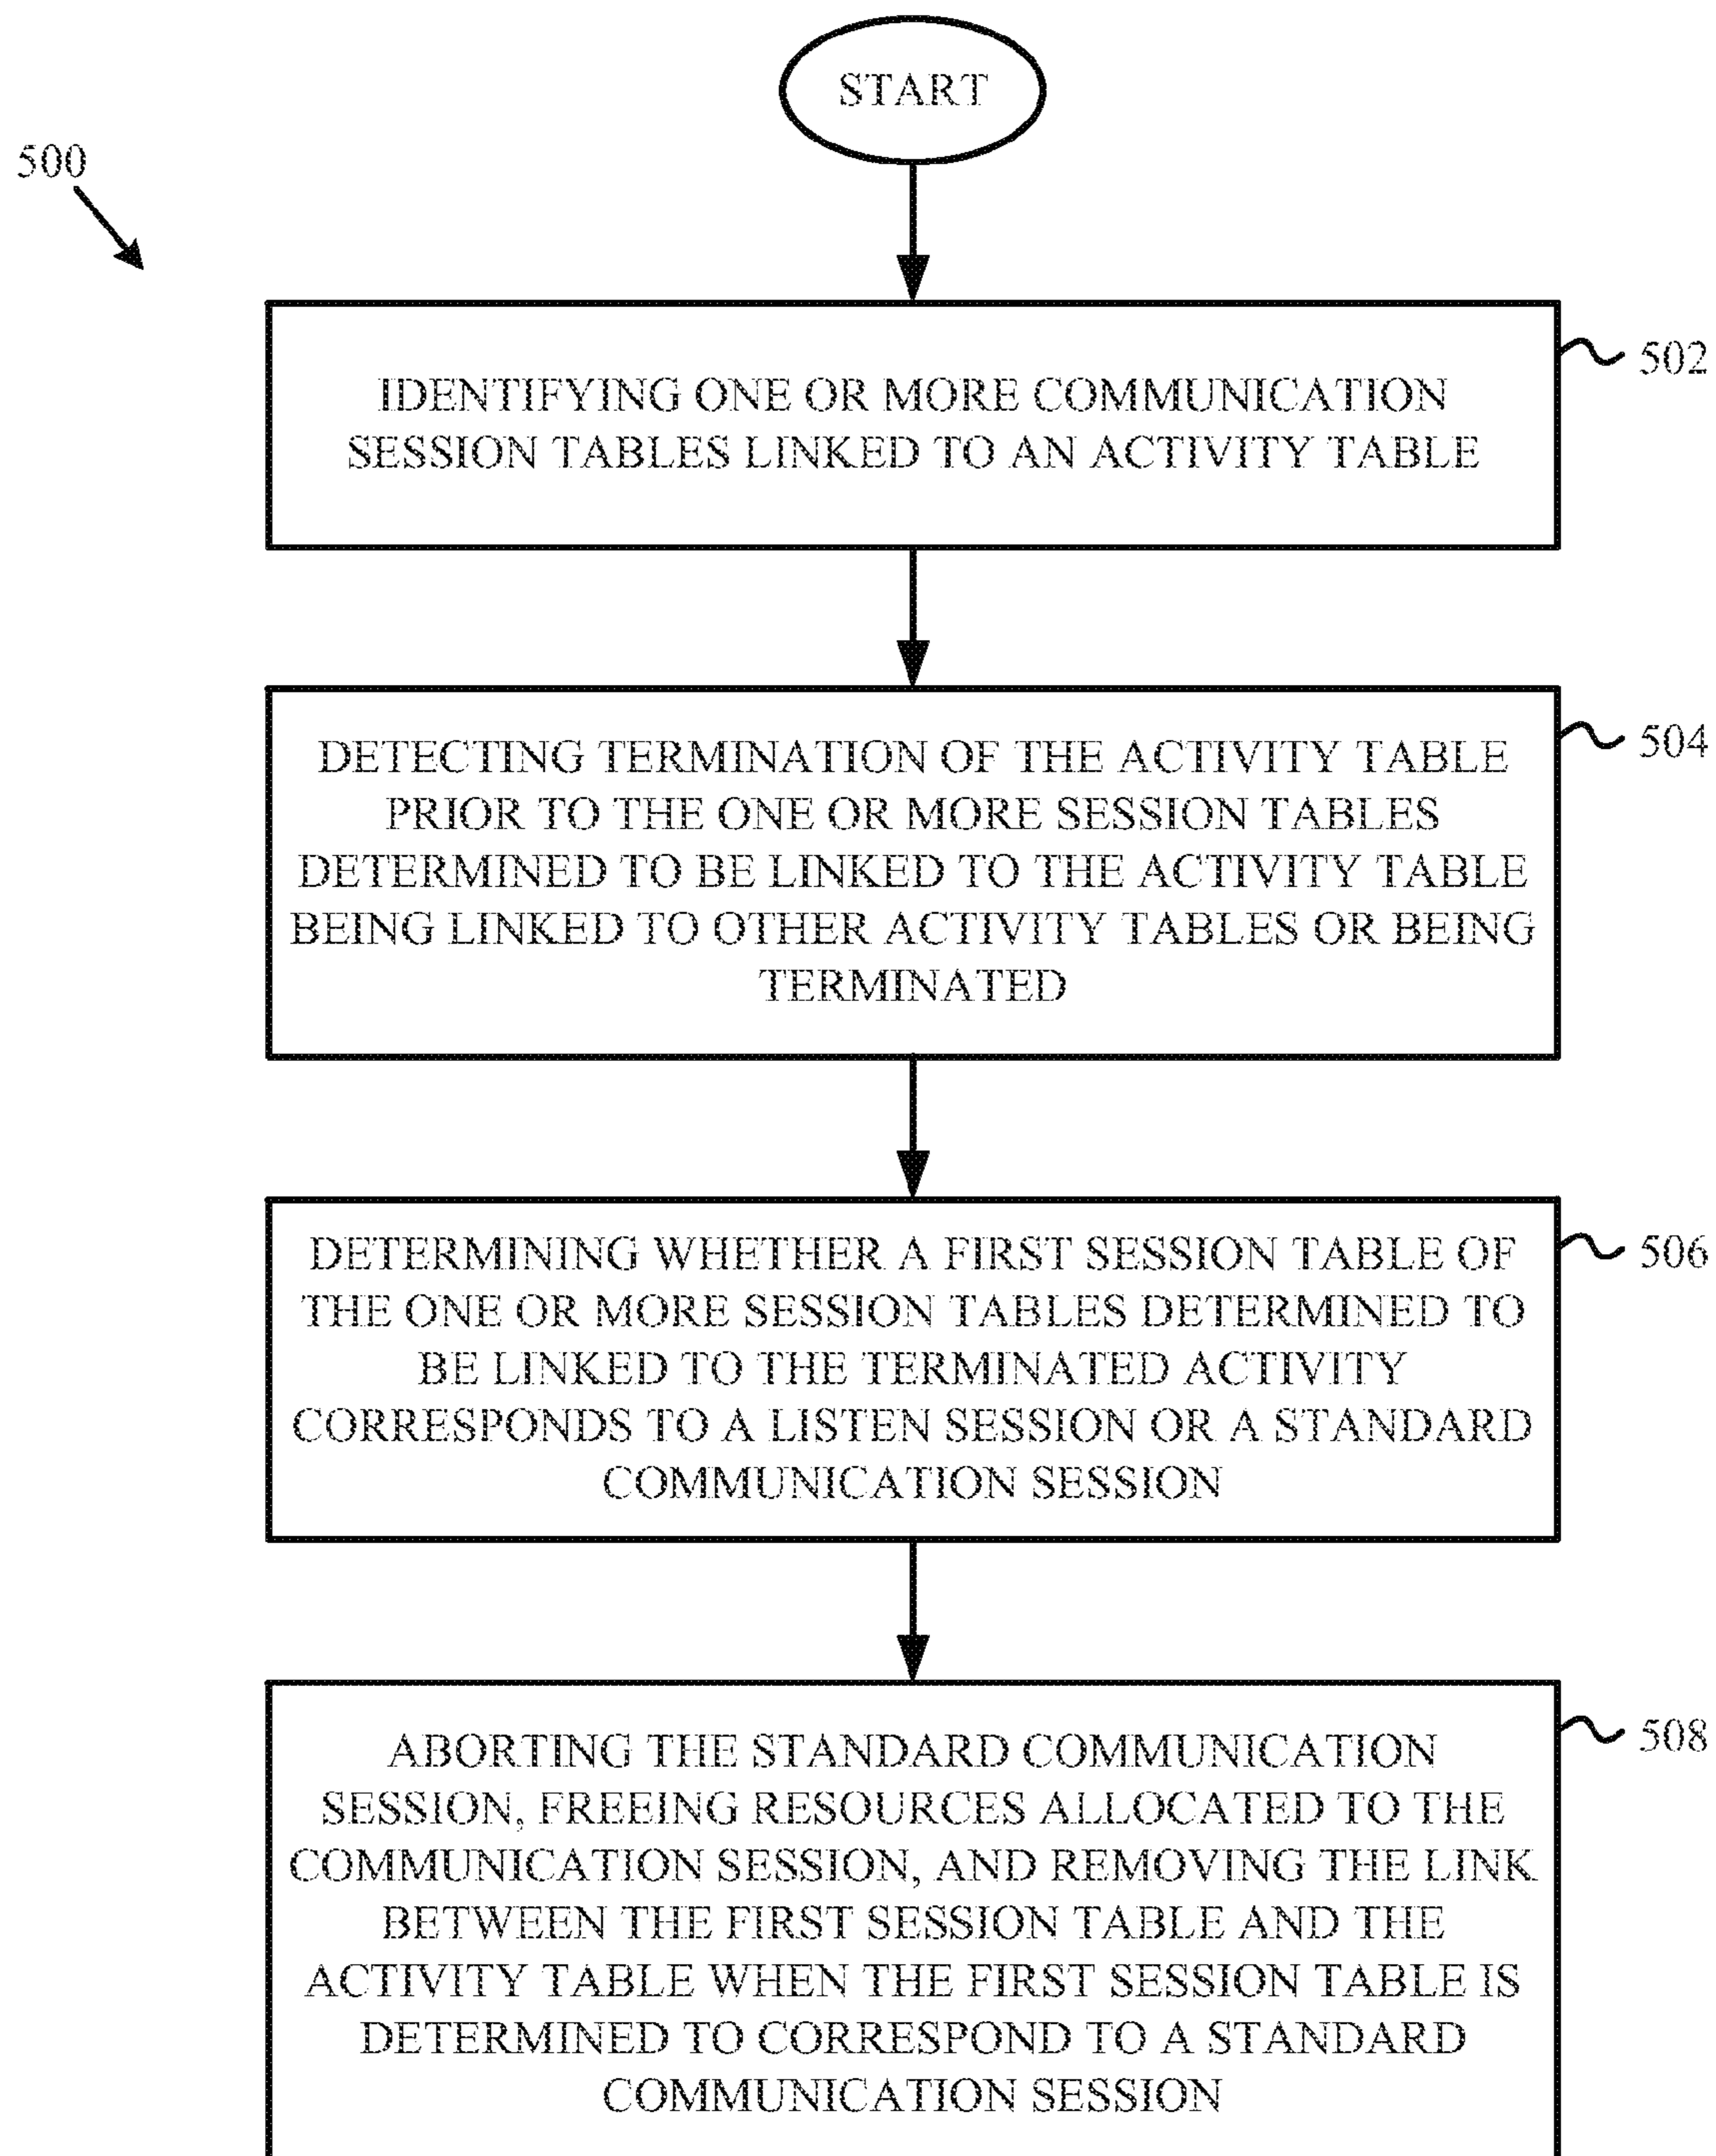 START
500
IDENTIFYING ONE OR MORE COMMUNICATION
SESSION TABLES LINKED TO AN ACTIVITY TABLE
502
DETECTING TERMINATION OF THE ACTIVITY TABLE
PRIOR TO THE ONE OR MORE SESSION TABLES
DETERMINED TO BE LINKED TO THE ACTIVITY TABLE
BEING LINKED TO OTHER ACTIVITY TABLES OR BEING
TERMINATED
504
DETERMINING WHETHER A FIRST SESSION TABLE OF
THE ONE OR MORE SESSION TABLES DETERMINED TO
BE LINKED TO THE TERMINATED ACTIVITY
CORRESPONDS TO A LISTEN SESSION OR A STANDARD
COMMUNICATION SESSION
506
ABORTING THE STANDARD COMMUNICATION
SESSION, FREEING RESOURCES ALLOCATED TO THE
COMMUNICATION SESSION, AND REMOVING THE LINK
BETWEEN THE FIRST SESSION TABLE AND THE
ACTIVITY TABLE WHEN THE FIRST SESSION TABLE IS
DETERMINED TO CORRESPOND TO A STANDARD
COMMUNICATION SESSION
508